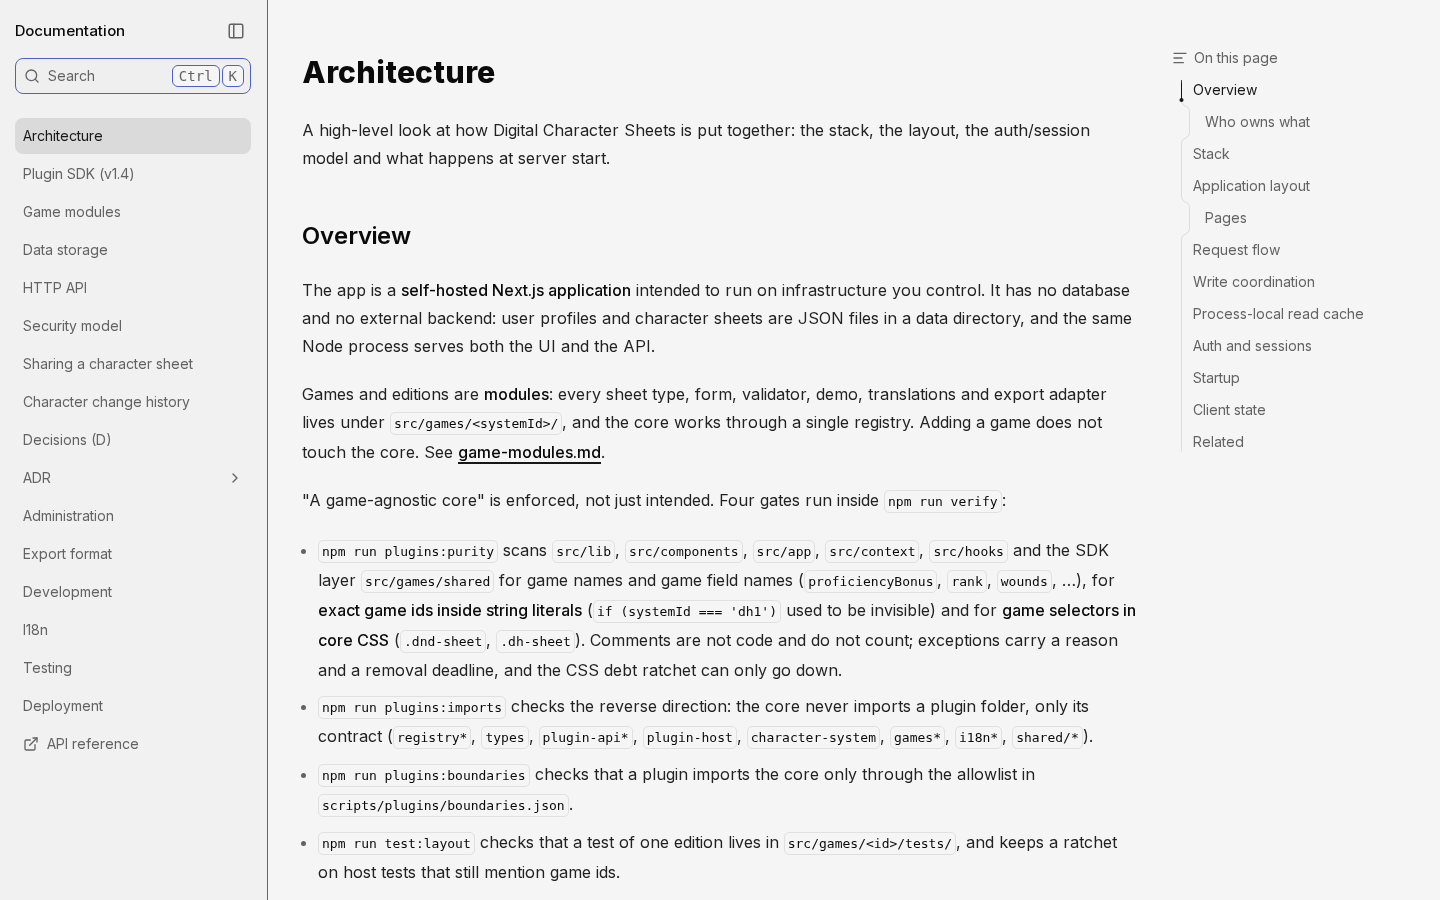 Documentation
Search
Ctrl K
Architecture
Plugin SDK (v1.4)
Game modules
Data storage
HTTP API
Security model
Sharing a character sheet
Character change history
Decisions (D)
ADR
Administration
Export format
Development
I18n
Testing
Deployment
API reference
Architecture
A high-level look at how Digital Character Sheets is put together: the stack, the layout, the auth/session
model and what happens at server start.
Overview
The app is a self-hosted Next.js application intended to run on infrastructure you control. It has no database
and no external backend: user profiles and character sheets are JSON files in a data directory, and the same
Node process serves both the UI and the API.
Games and editions are modules: every sheet type, form, validator, demo, translations and export adapter
lives under src/games/<systemId>/, and the core works through a single registry. Adding a game does not
touch the core. See game-modules.md.
"A game-agnostic core" is enforced, not just intended. Four gates run inside npm run verify:
• npm run plugins:purity scans src/lib, src/components, src/app, src/context, src/hooks and the SDK
layer src/games/shared for game names and game field names (proficiencyBonus, rank, wounds, …), for
exact game ids inside string literals (if (systemId === 'dh1') used to be invisible) and for game selectors in
core CSS (.dnd-sheet, .dh-sheet). Comments are not code and do not count; exceptions carry a reason
and a removal deadline, and the CSS debt ratchet can only go down.
• npm run plugins:imports checks the reverse direction: the core never imports a plugin folder, only its
contract (registry*, types, plugin-api*, plugin-host, character-system, games*, i18n*, shared/*).
• npm run plugins:boundaries checks that a plugin imports the core only through the allowlist in
scripts/plugins/boundaries.json.
• npm run test:layout checks that a test of one edition lives in src/games/<id>/tests/, and keeps a ratchet
on host tests that still mention game ids.
On this page
Overview
Who owns what
Stack
Application layout
Pages
Request flow
Write coordination
Process-local read cache
Auth and sessions
Startup
Client state
Related